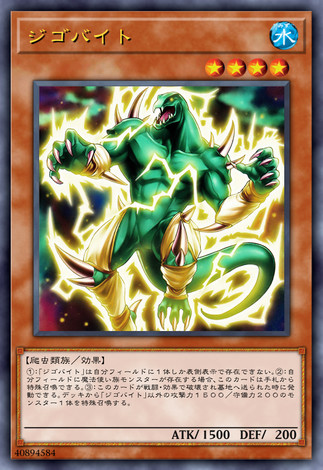 ジゴバイト
水
【爬虫類族／効果】
①：「ジゴバイト」は自分フィールドに１体しか表側表示で存在できない。②：自
分フィールドに魔法使い族モンスターが存在する場合、このカードは手札から
特殊召喚できる。③：このカードが戦闘・効果で破壊され墓地へ送られた時に発
動できる。デッキから「ジゴバイト」以外の攻撃力１５００／守備力２００のモ
ンスター１体を特殊召喚する。
ATK/ 1500 DEF/ 200
40894584